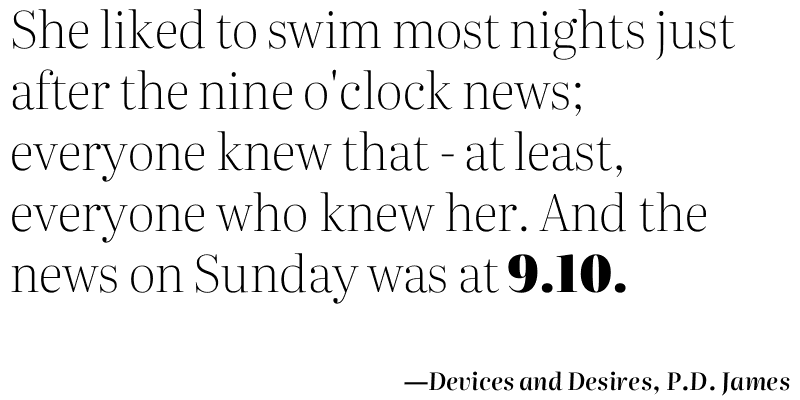 She liked to swim most nights just
after the nine o'clock news;
everyone knew that - at least,
everyone who knew her. And the
news on Sunday was at 9.10.
—Devices and Desires, P.D. James